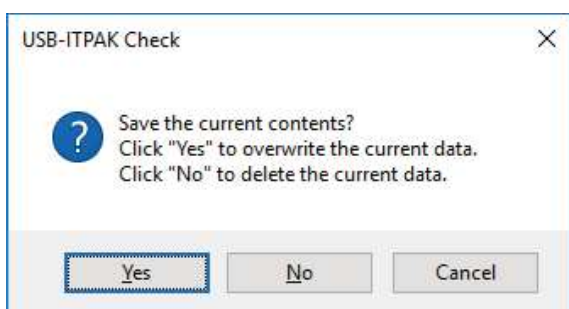 USB-ITPAK Check
Save the current contents?
Click "Yes" to overwrite the current data.
Click "No" to delete the current data.
Yes No Cancel